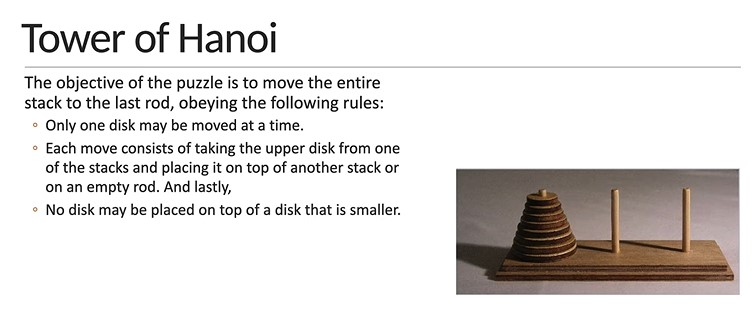 Tower of Hanoi
The objective of the puzzle is to move the entire
stack to the last rod, obeying the following rules:
◦ Only one disk may be moved at a time.
◦ Each move consists of taking the upper disk from one
of the stacks and placing it on top of another stack or
on an empty rod. And lastly,
◦ No disk may be placed on top of a disk that is smaller.